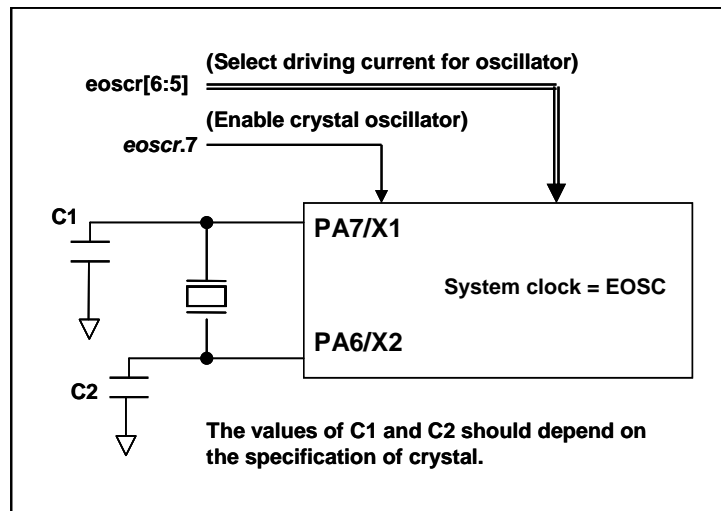 (Select driving current for oscillator)
eoscr[6:5]
(Enable crystal oscillator)
eoscr.7
C1
PA7/X1
System clock = EOSC
PA6/X2
C2
The values of C1 and C2 should depend on
the specification of crystal.